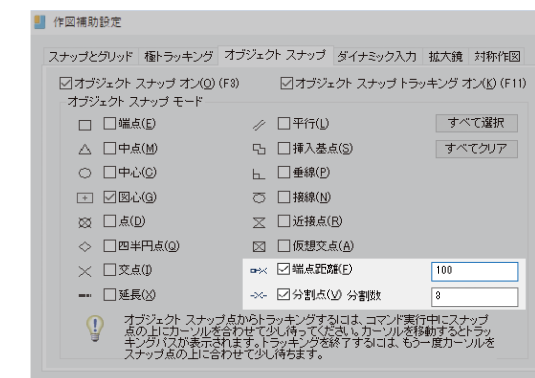 作図補助設定
スナップとグリッド 極トラッキング オブジェクト スナップ ダイナミック入力 拡大鏡 対称作図
オブジェクト スナップ オン(O) (F3) オブジェクト スナップ トラッキング オン(K) (F11)
オブジェクト スナップ モード
端点(E) 平行(L) すべて選択
中点(M) 挿入基点(S) すべてクリア
中心(C) 垂線(P)
図心(G) 接線(N)
点(D) 近接点(R)
四半円点(Q) 仮想交点(A)
交点(I) 端点距離(F) 100
延長(X) 分割点(V) 分割数 3
オブジェクト スナップ点からトラッキングするには、コマンド実行中にスナップ
点の上にカーソルを合わせて少し待ってください。カーソルを移動するとトラッ
キングパスが表示されます。トラッキングを終了するには、もう一度カーソルを
スナップ点の上に合わせて少し待ちます。